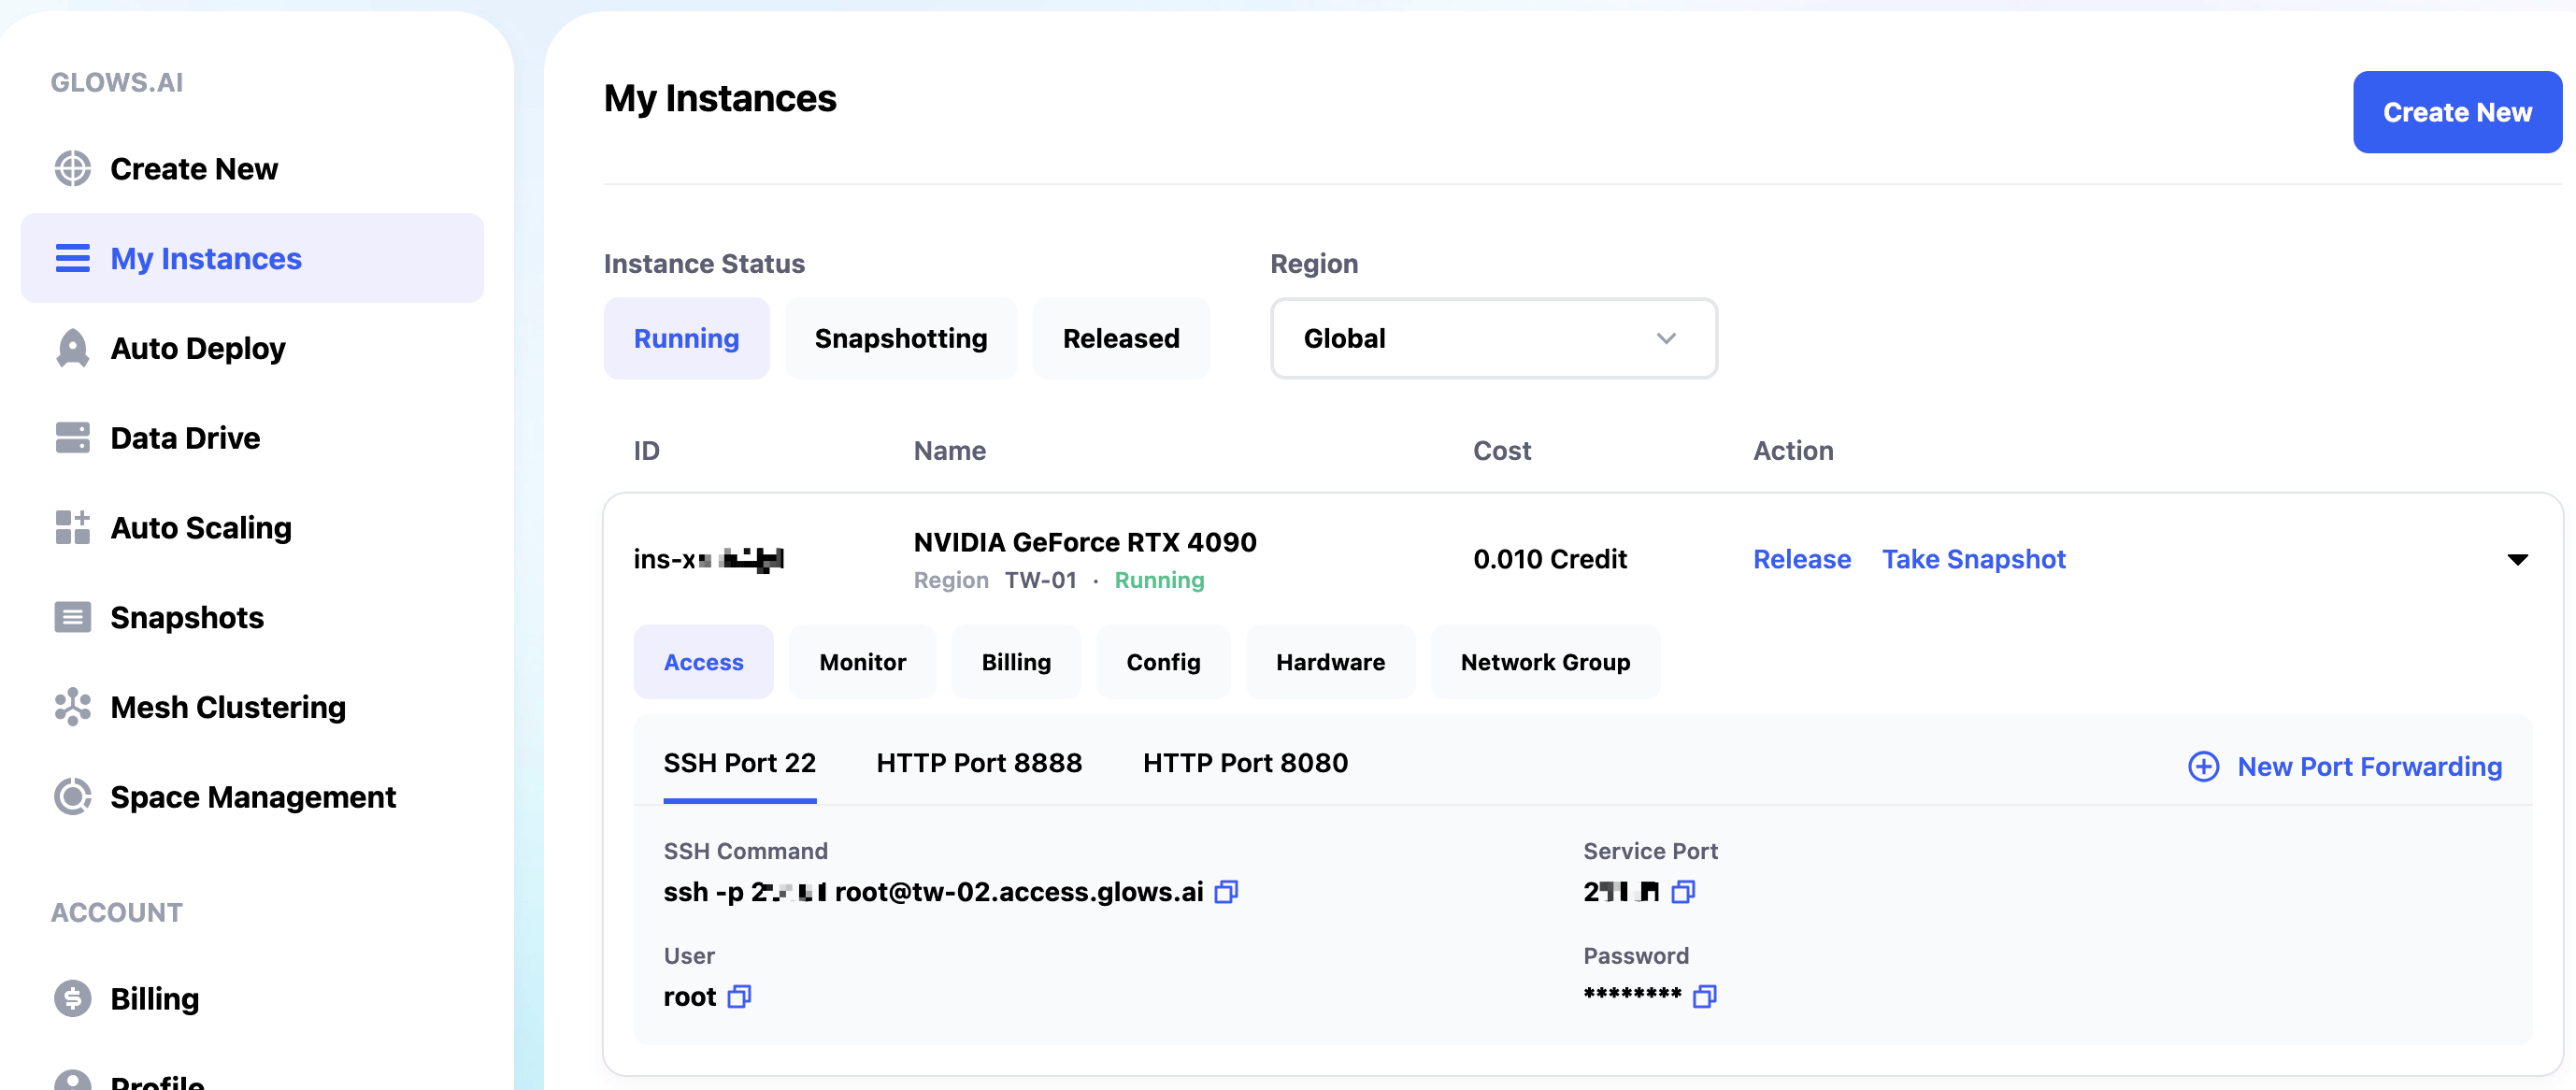 GLOWS.AI
Create New
My Instances
Auto Deploy
Data Drive
Auto Scaling
Snapshots
Mesh Clustering
Space Management
ACCOUNT
Billing
Profile
My Instances
Create New
Instance Status
Region
Running Snapshotting Released
Global
ID Name Cost Action
ins-x
NVIDIA GeForce RTX 4090
Region TW-01 · Running
0.010 Credit
Release Take Snapshot
Access Monitor Billing Config Hardware Network Group
SSH Port 22 HTTP Port 8888 HTTP Port 8080
New Port Forwarding
SSH Command
ssh -p 2 root@tw-02.access.glows.ai
Service Port
2
User
root
Password
********